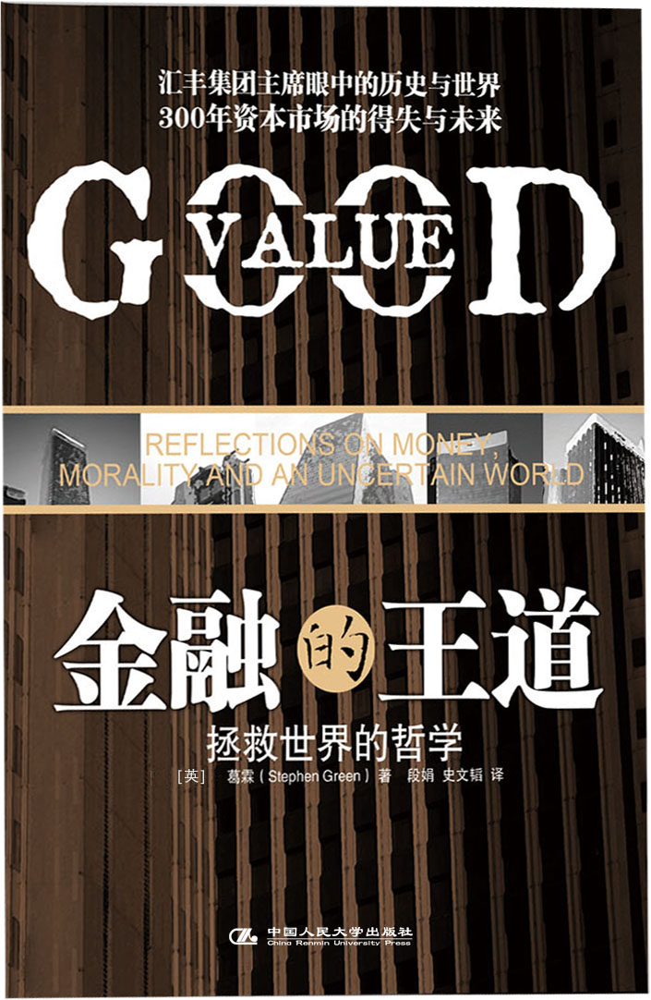 汇丰集团主席眼中的历史与世界
300年资本市场的得失与未来
GOOD
VALUE
REFLECTIONS ON MONEY,
MORALITY AND AN UNCERTAIN WORLD
金融的王道
拯救世界的哲学
[英] 葛霖（Stephen Green）著 段娟 史文韬 译
中国人民大学出版社
China Renmin University Press